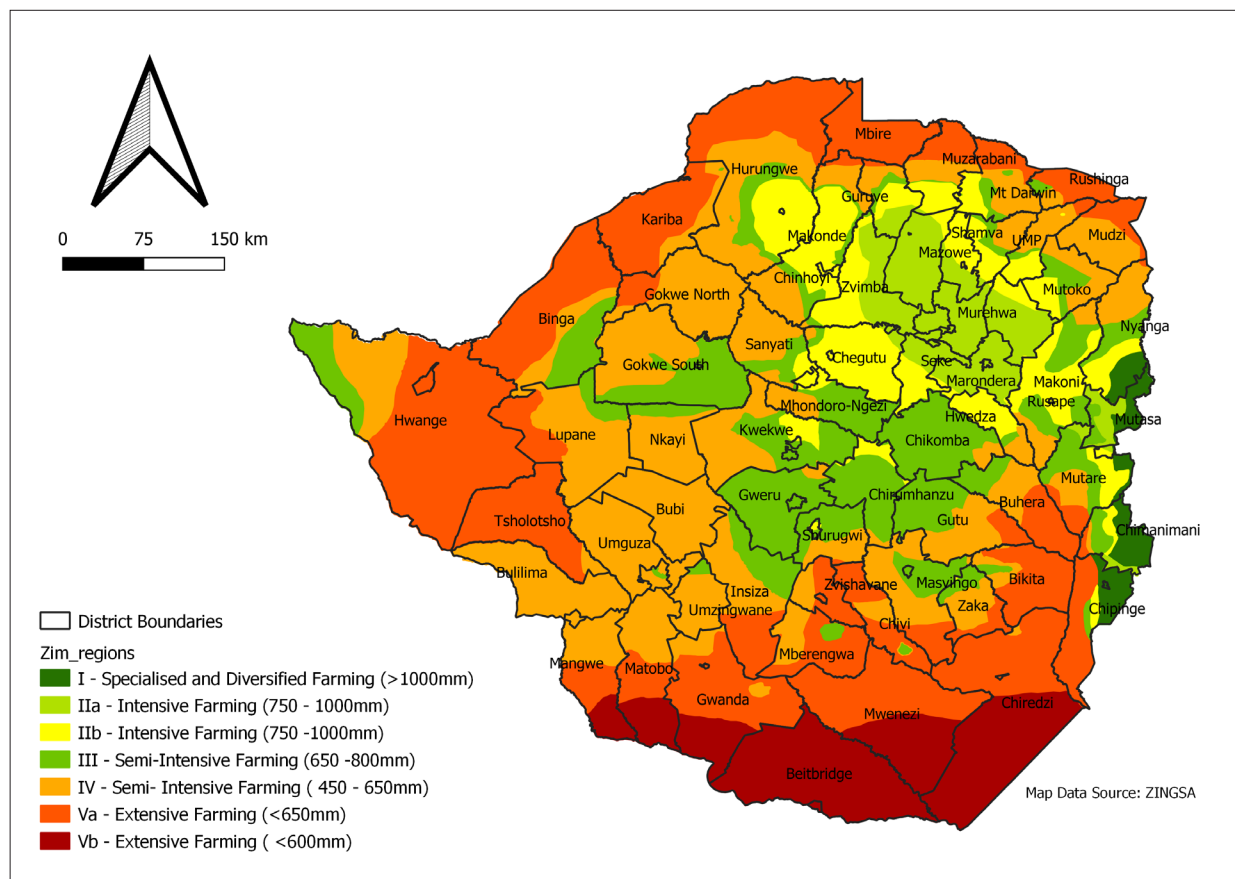 0 75 150 km
Mbire
Muzarabani
Rushinga
Hurungwe
Guruve
Mt Darwin
Kariba
Makonde
Shamva
UMP
Mudzi
Mazowe
Chinhoyi
Zvimba
Mutoko
Gokwe North
Murehwa
Nyanga
Binga
Sanyati
Gokwe South
Chegutu
Seke
Marondera
Makoni
Rusape
Mhondoro-Ngezi
Hwedza
Mutasa
Hwange
Kwekwe
Lupane
Nkayi
Chikomba
Mutare
Gweru
Chirumhanzu
Buhera
Bubi
Tsholotsho
Gutu
Chimanimani
Shurugwi
Umguza
Bulilima
Zvishavane
Masvingo
Bikita
Insiza
Zaka
Chipinge
Umzingwane
Chivi
Mberengwa
Mangwe
Matobo
Gwanda
Chiredzi
Mwenezi
Beitbridge
District Boundaries
Zim_regions
I - Specialised and Diversified Farming (>1000mm)
IIa - Intensive Farming (750 - 1000mm)
IIb - Intensive Farming (750 -1000mm)
III - Semi-Intensive Farming (650 -800mm)
IV - Semi- Intensive Farming ( 450 - 650mm)
Va - Extensive Farming (<650mm)
Vb - Extensive Farming ( <600mm)
Map Data Source: ZINGSA